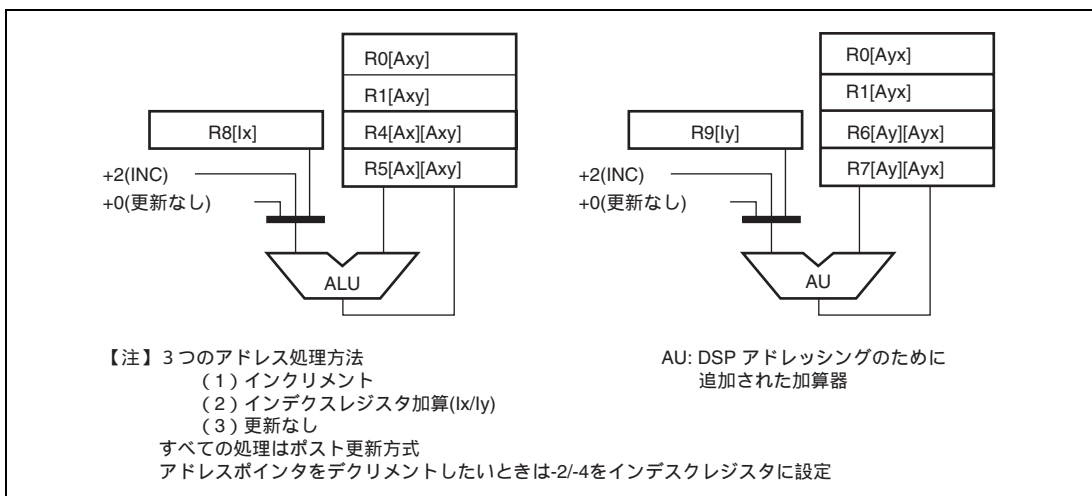 R0[Axy]
R1[Axy]
R4[Ax][Axy]
R5[Ax][Axy]
R8[Ix]
+2(INC)
+0(更新なし)
ALU
R0[Ayx]
R1[Ayx]
R6[Ay][Ayx]
R7[Ay][Ayx]
R9[Iy]
+2(INC)
+0(更新なし)
AU
【注】3つのアドレス処理方法
(1)インクリメント
(2)インデクスレジスタ加算(Ix/Iy)
(3)更新なし
すべての処理はポスト更新方式
アドレスポインタをデクリメントしたいときは-2/-4をインデスクレジスタに設定
AU: DSP アドレッシングのために
追加された加算器